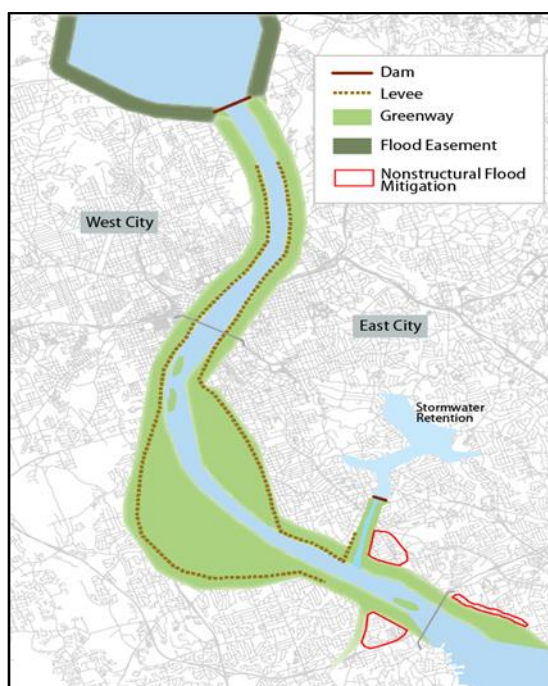 Dam
Levee
Greenway
Flood Easement
Nonstructural Flood
Mitigation
West City
East City
Stormwater
Retention